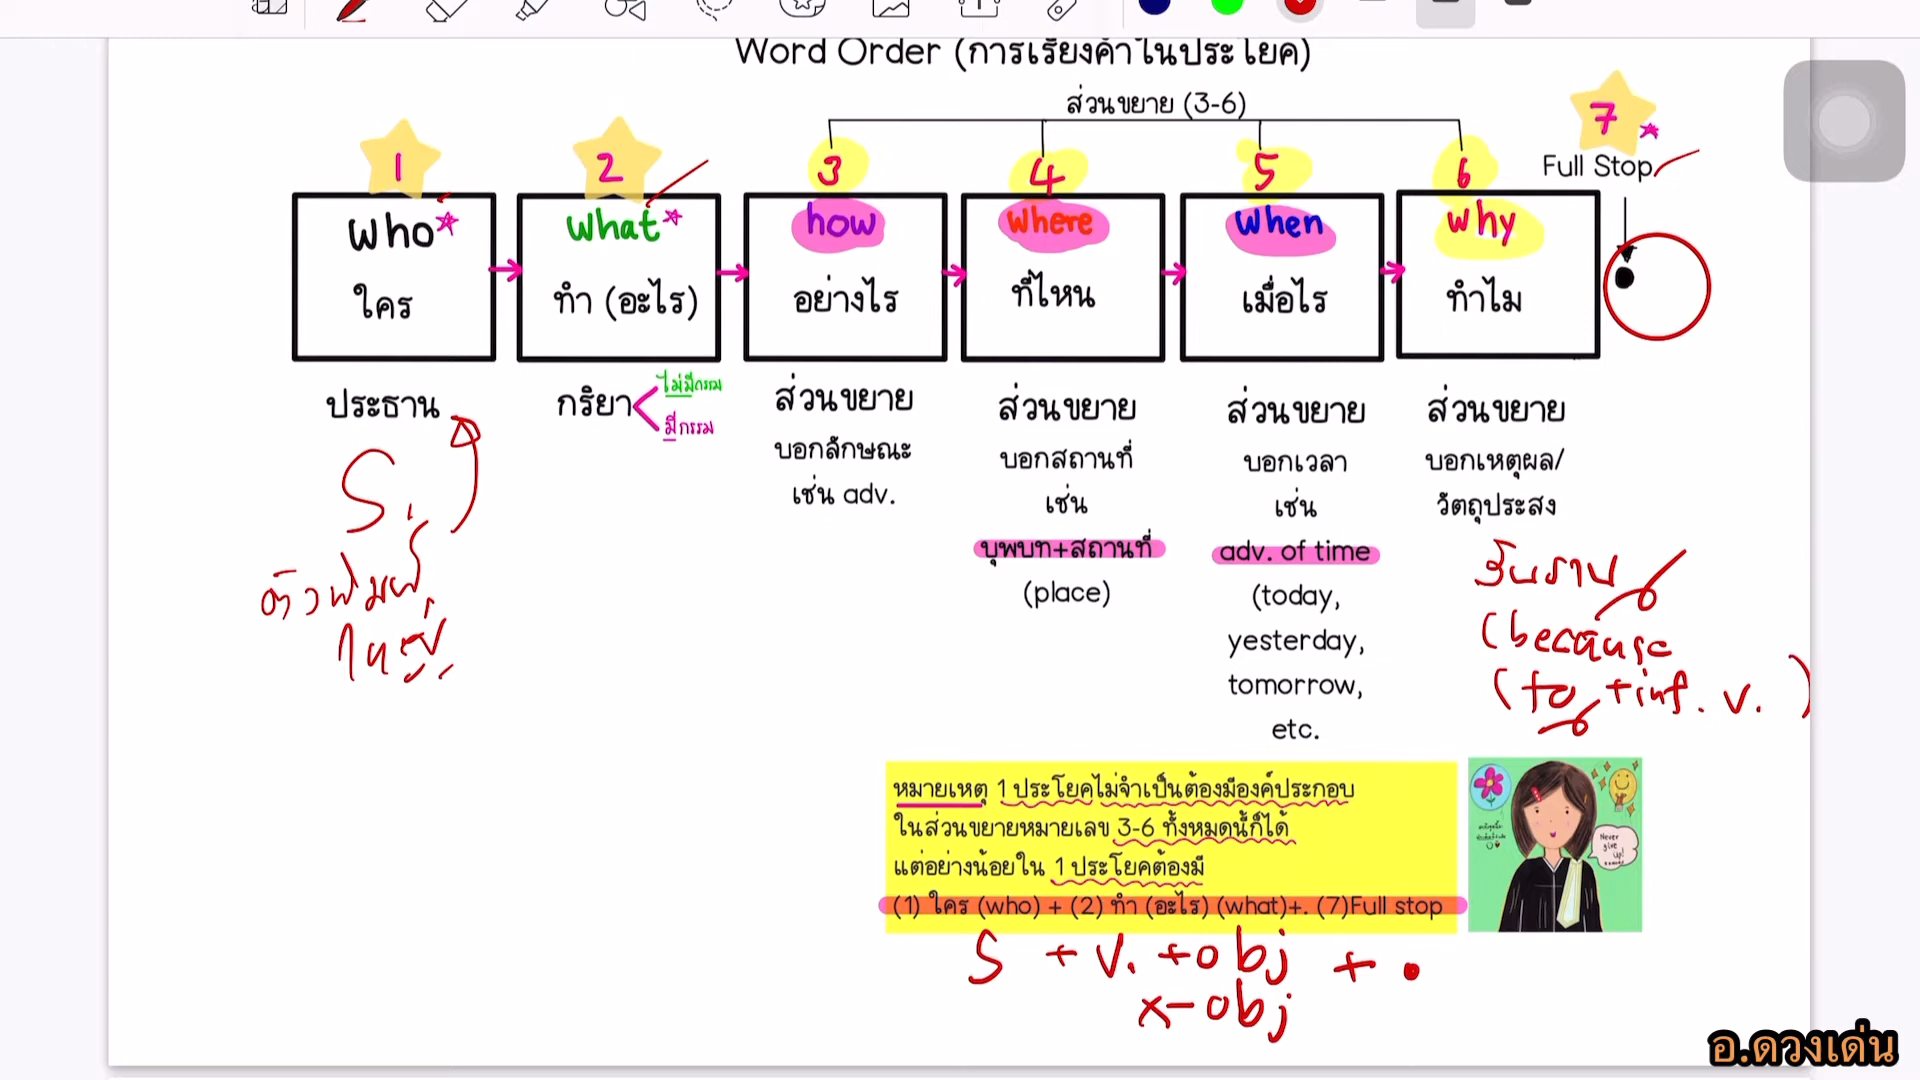 Word Order (การเรียงคำในประโยค)
ส่วนขยาย (3-6)
1
2
3
4
5
6
7
Full Stop
who
ใคร
what
ทำ (อะไร)
how
อย่างไร
where
ที่ไหน
when
เมื่อไร
why
ทำไม
ประธาน
กริยา
ไม่มีกรรม
มีกรรม
ส่วนขยาย
บอกลักษณะ
เช่น adv.
ส่วนขยาย
บอกสถานที่
เช่น
บุพบท+สถานที่
(place)
ส่วนขยาย
บอกเวลา
เช่น
adv. of time
(today,
yesterday,
tomorrow,
etc.
ส่วนขยาย
บอกเหตุผล/
วัตถุประสง
S.
ตัวพิมพ์
ใหญ่
(because
(to +inf. v. )
หมายเหตุ 1 ประโยคไม่จำเป็นต้องมีองค์ประกอบ
ในส่วนขยายหมายเลข 3-6 ทั้งหมดนี้ก็ได้
แต่อย่างน้อยใน 1 ประโยคต้องมี
(1) ใคร (who) + (2) ทำ (อะไร) (what)+. (7)Full stop
Never
give
up!
S + v. +obj + .
x-obj
อ.ดวงเด่น